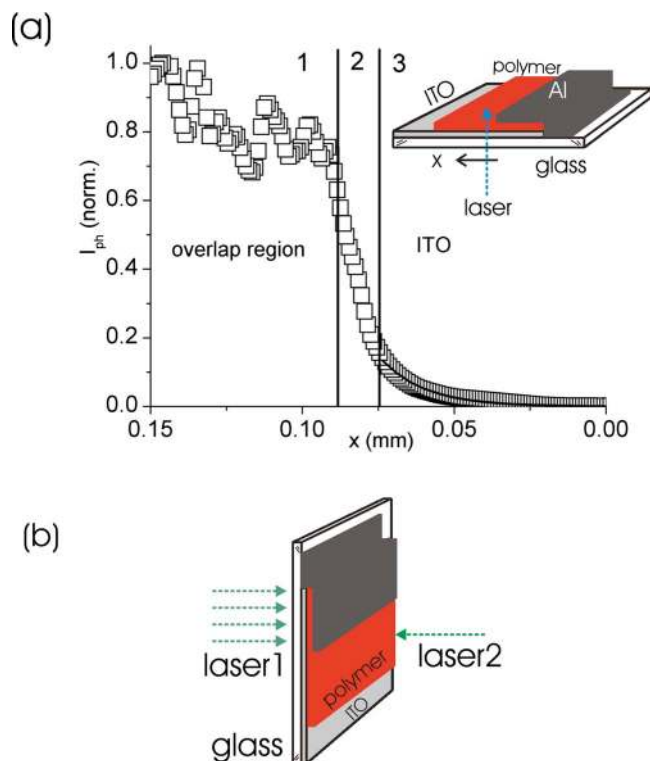 (a)
1 2 3
1.0
0.8
0.6
0.4
0.2
0.0
I_ph (norm.)
overlap region
ITO
0.15 0.10 0.05 0.00
x (mm)
polymer
ITO
Al
x
glass
laser
(b)
laser1
laser2
polymer
ITO
glass